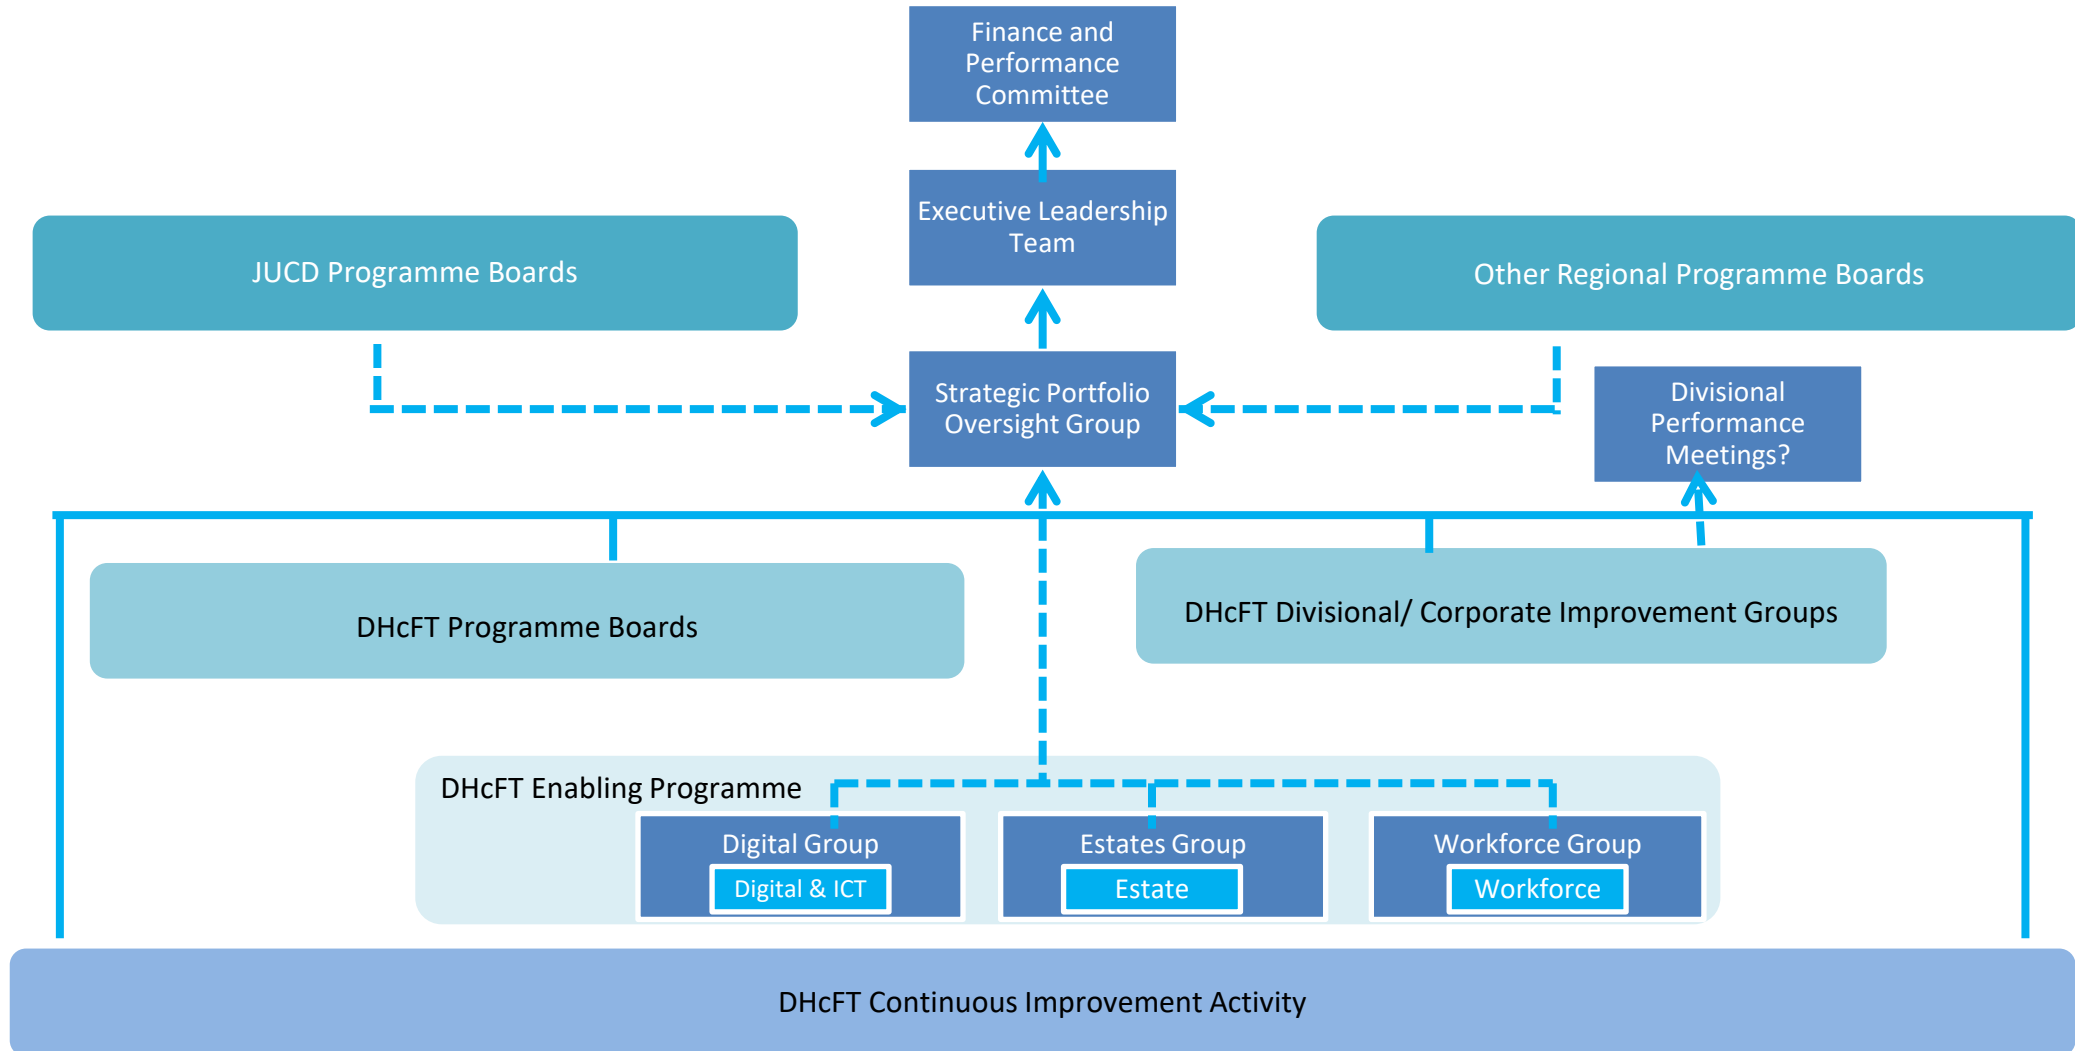 Finance and
Performance
Committee
Executive Leadership
Team
JUCD Programme Boards
Other Regional Programme Boards
Strategic Portfolio
Oversight Group
Divisional
Performance
Meetings?
DHcFT Programme Boards
DHcFT Divisional/ Corporate Improvement Groups
DHcFT Enabling Programme
Digital Group
Digital & ICT
Estates Group
Estate
Workforce Group
Workforce
DHcFT Continuous Improvement Activity